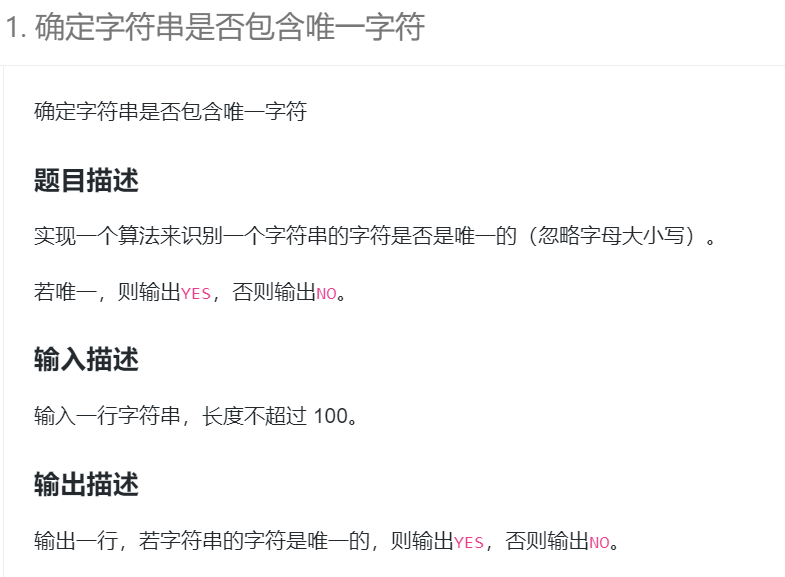 1. 确定字符串是否包含唯一字符
确定字符串是否包含唯一字符
题目描述
实现一个算法来识别一个字符串的字符是否是唯一的（忽略字母大小写）。
若唯一，则输出YES，否则输出NO。
输入描述
输入一行字符串，长度不超过 100。
输出描述
输出一行，若字符串的字符是唯一的，则输出YES，否则输出NO。